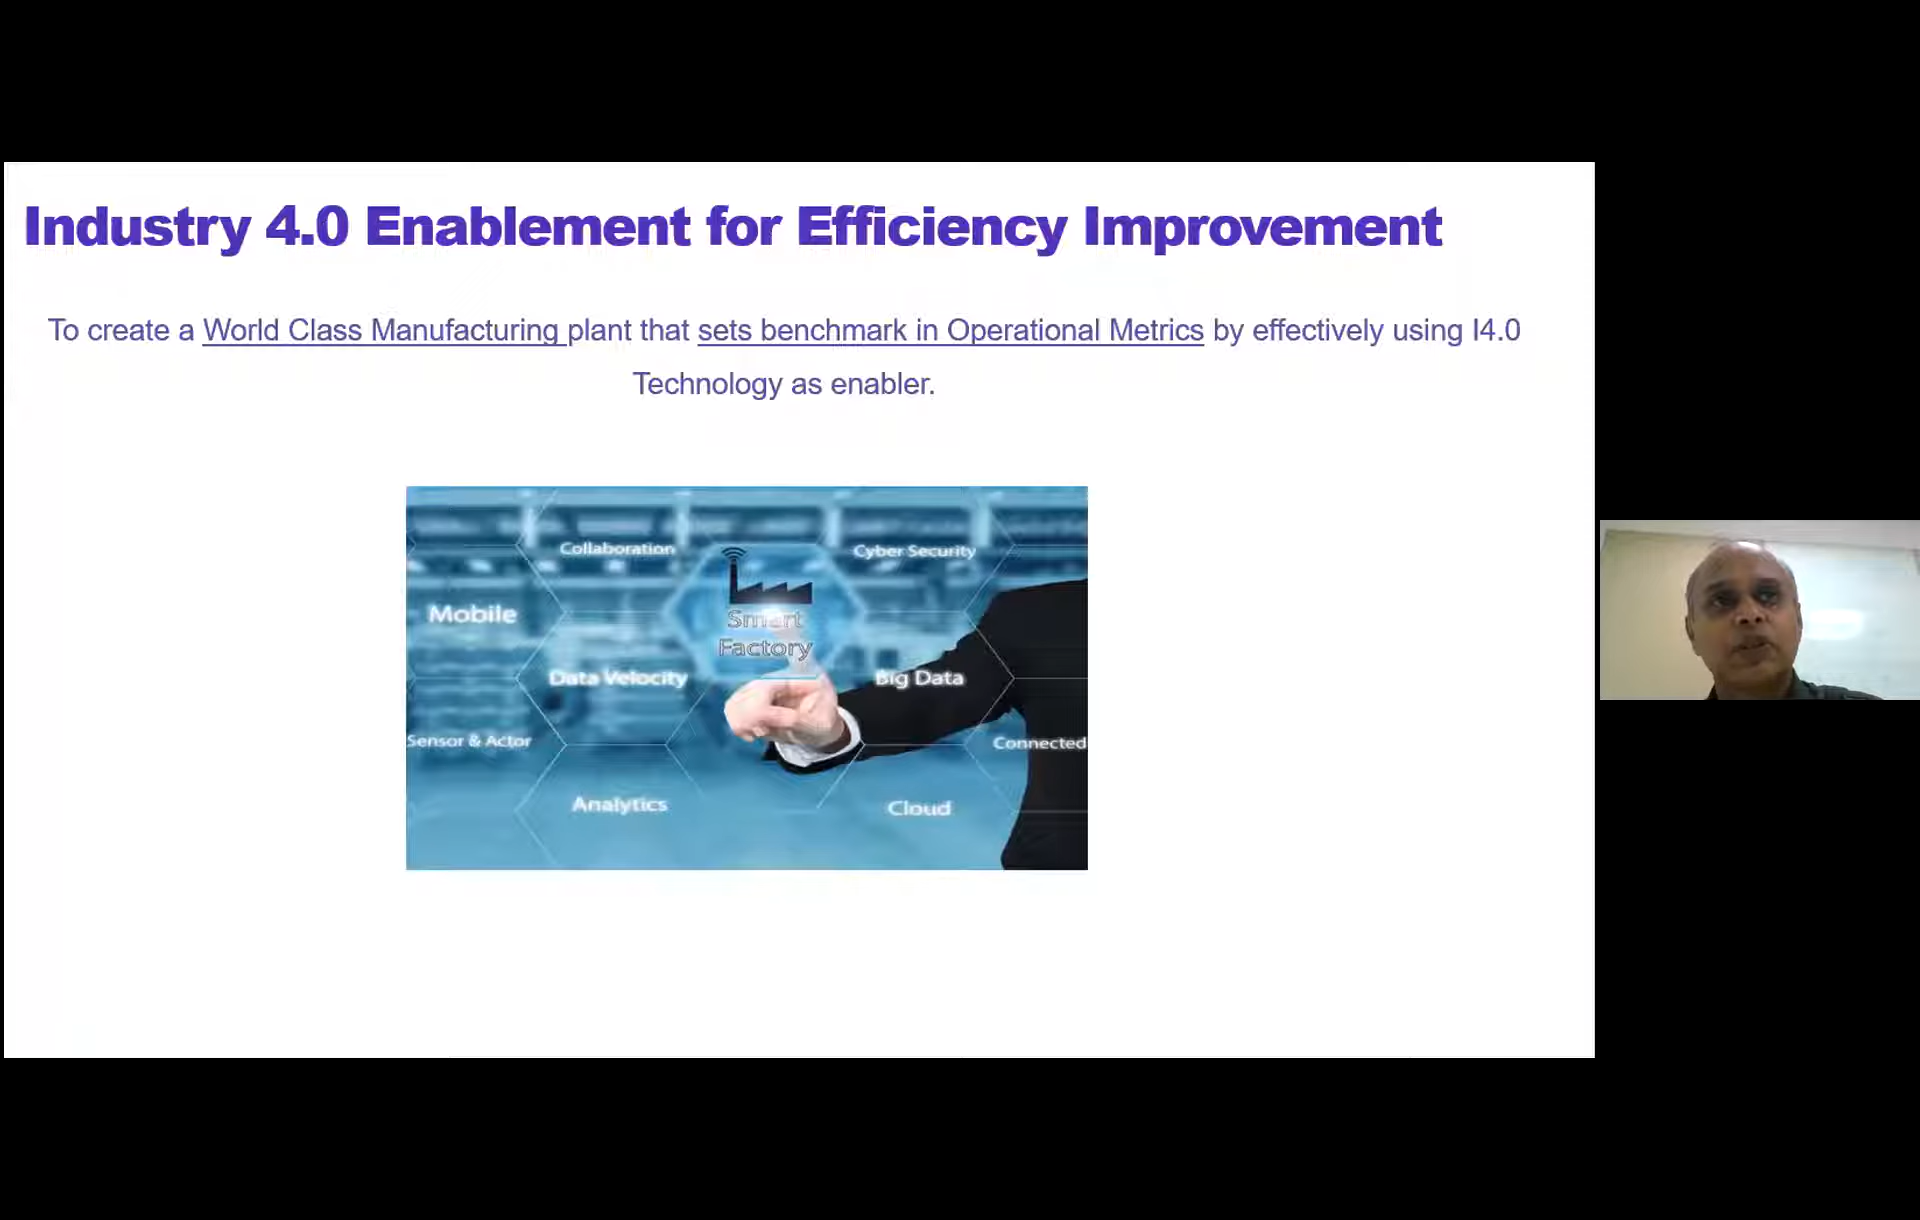 Industry 4.0 Enablement for Efficiency Improvement
To create a World Class Manufacturing plant that sets benchmark in Operational Metrics by effectively using I4.0
Technology as enabler.
Collaboration
Cyber Security
Mobile
Smart
Factory
Data Velocity
Big Data
Sensor & Actor
Connected
Analytics
Cloud